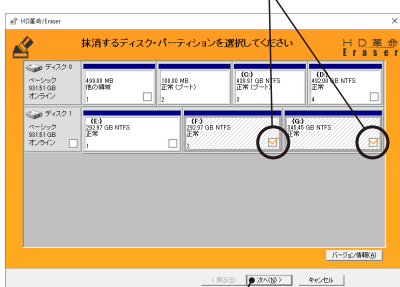 HD革命/Eraser
抹消するディスク・パーティションを選択してください
HD革命
Eraser
ディスク 0
ベーシック
931.51 GB
オンライン
499.00 MB
他の領域
1
100.00 MB
正常 (ブート)
2
(C:)
438.91 GB NTFS
正常 (ブート)
3
(D:)
492.00 GB NTFS
正常
4
ディスク 1
ベーシック
931.51 GB
オンライン
(E:)
292.97 GB NTFS
正常
1
(F:)
292.97 GB NTFS
正常
2
(G:)
345.45 GB NTFS
正常
バージョン情報(A)
< 戻る(B)
次へ(N) >
キャンセル